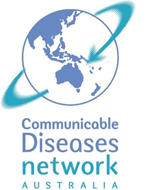 Communicable
Diseases
network
AUSTRALIA